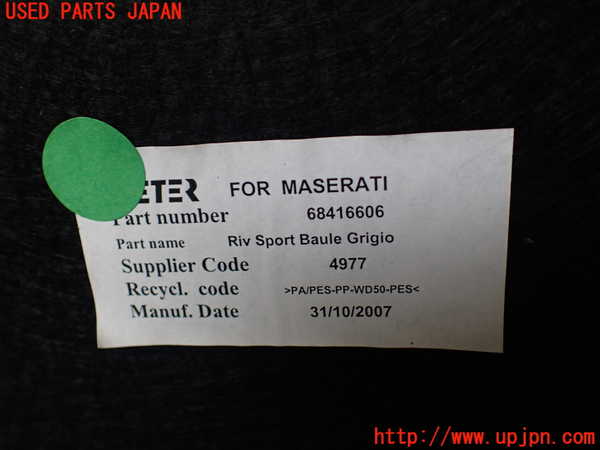 USED PARTS JAPAN
FOR MASERATI
Part number 68416606
Part name Riv Sport Baule Grigio
Supplier Code 4977
Recycl. code >PA/PES-PP-WD50-PES<
Manuf. Date 31/10/2007
http://www.upjpn.com/